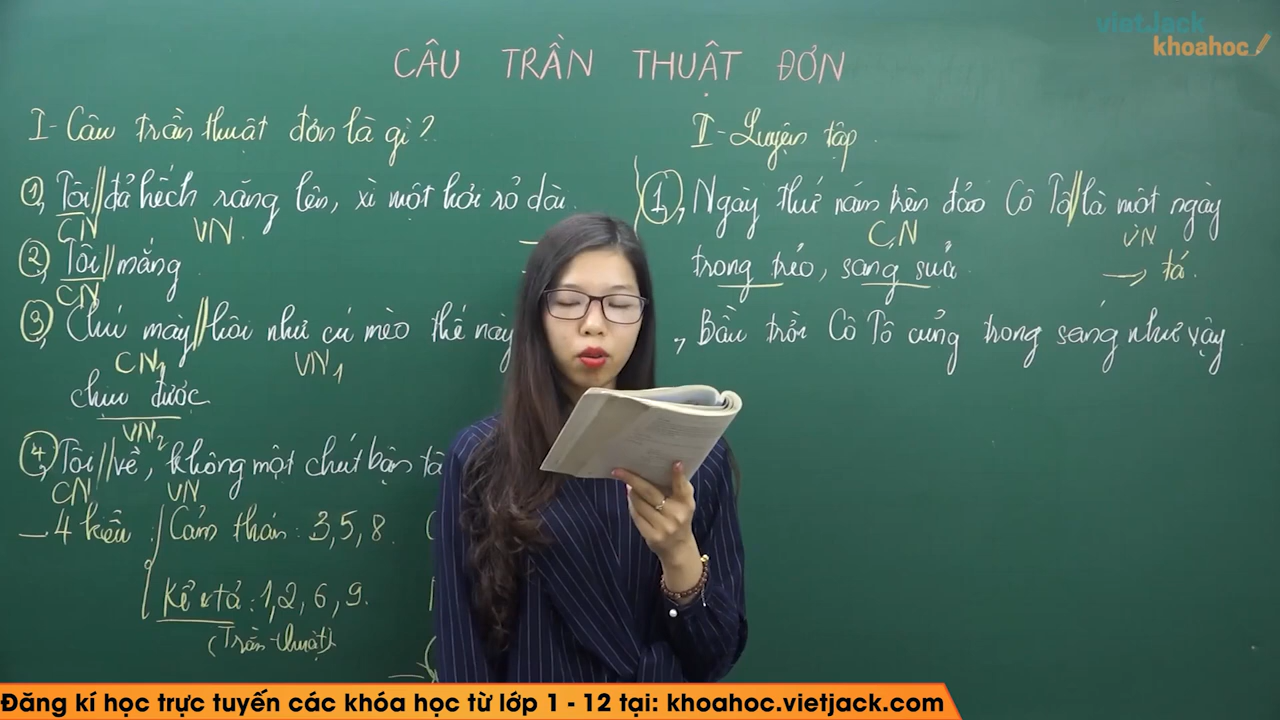 vietJack
khoahoc
CÂU TRẦN THUẬT ĐƠN
I- Câu trần thuật đơn là gì?
①, Tôi // đã hếch răng lên, xì một hơi rõ dài.
CN VN.
②, Tôi // mắng.
CN
③, Chú mày // hôi như cú mèo thế này
CN1 VN1
chịu được
VN2
④, Tôi // về, không một chút bận tâ
CN VN
→ 4 kiểu
Cảm thán: 3, 5, 8.
Kể tả: 1, 2, 6, 9.
(Trần thuật)
II- Luyện tập.
①, Ngày thứ năm trên đảo Cô Tô // là một ngày
CN VN
trong trẻo, sáng sủa. → tả.
, Bầu trời Cô Tô cũng trong sáng như vậy.
Đăng kí học trực tuyến các khóa học từ lớp 1 - 12 tại: khoahoc.vietjack.com